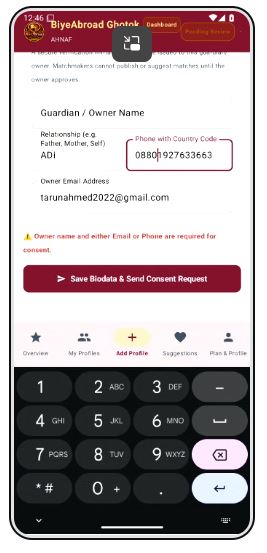 12:46
BiyeAbroad Ghotok
Dashboard
Pending Review
AHNAF
owner. Matchmakers cannot publish or suggest matches until the
owner approves.
Guardian / Owner Name
Relationship (e.g.
Father, Mother, Self)
ADi
Phone with Country Code
08801927633663
Owner Email Address
tarunahmed2022@gmail.com
⚠️ Owner name and either Email or Phone are required for
consent.
Save Biodata & Send Consent Request
Overview
My Profiles
Add Profile
Suggestions
Plan & Profile
1
2 ABC
3 DEF
–
4 GHI
5 JKL
6 MNO
7 PQRS
8 TUV
9 WXYZ
* #
0 +
.